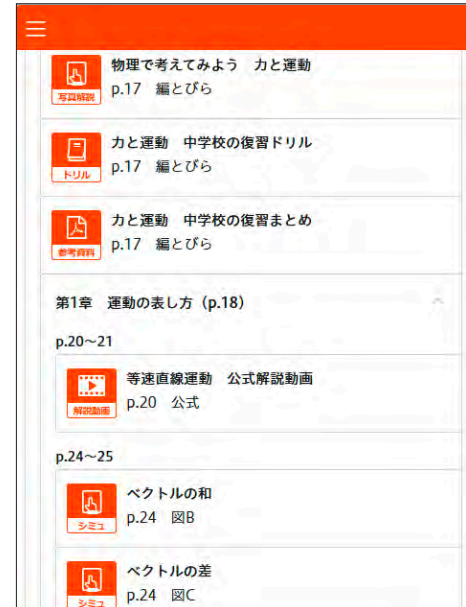 物理で考えてみよう 力と運動
写真解説
p.17 編とびら
力と運動 中学校の復習ドリル
ドリル
p.17 編とびら
力と運動 中学校の復習まとめ
参考資料
p.17 編とびら
第1章 運動の表し方（p.18）
p.20～21
等速直線運動 公式解説動画
解説動画
p.20 公式
p.24～25
ベクトルの和
シミュ
p.24 図B
ベクトルの差
シミュ
p.24 図C